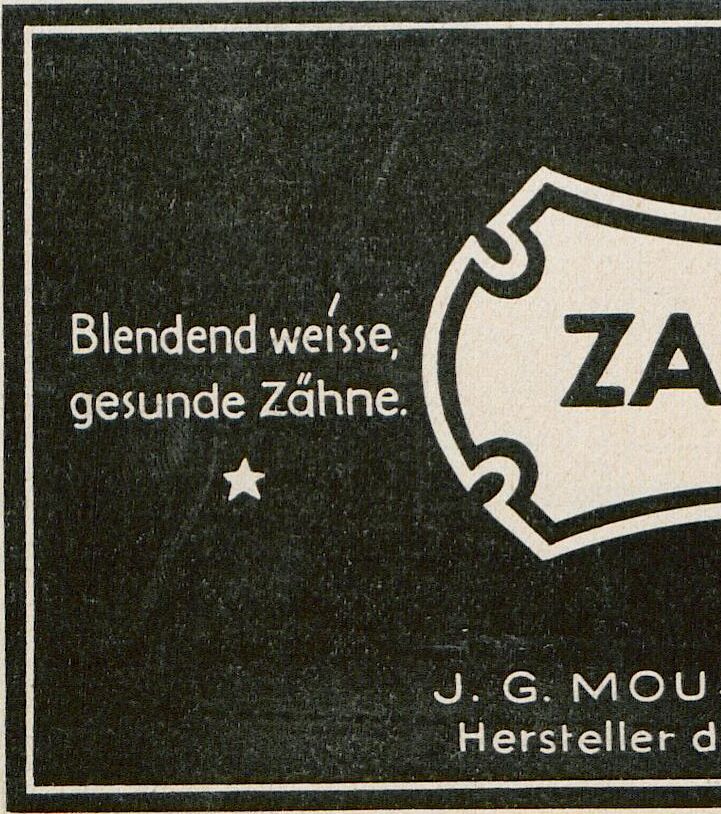 Blendend weisse,
gesunde Zähne.
ZA
J. G. MOU
Hersteller d